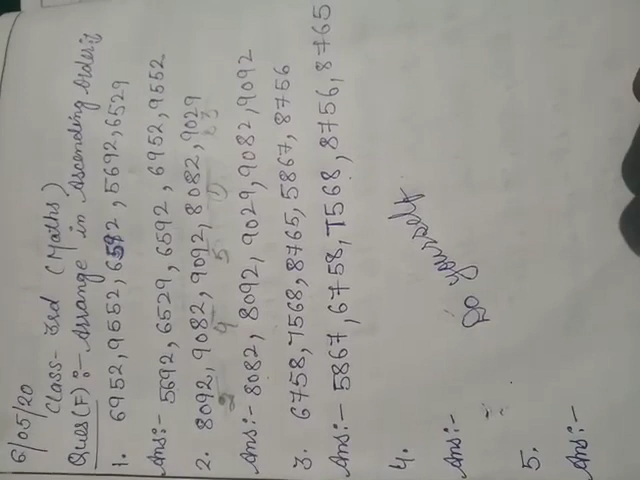 6/05/20
Class- 3rd (Maths)
Ques(F):- Arrange in Ascending order:
1. 6952, 9552, 6592, 5692, 6529
Ans:- 5692, 6529, 6592, 6952, 9552
2. 8092, 9082, 9092, 8082, 9029
Ans:- 8082, 8092, 9029, 9082, 9092
3. 6758, 7568, 8765, 5867, 8756
Ans:- 5867, 6758, 7568, 8756, 8765
4.
Ans:- Do yourself
5.
Ans:-